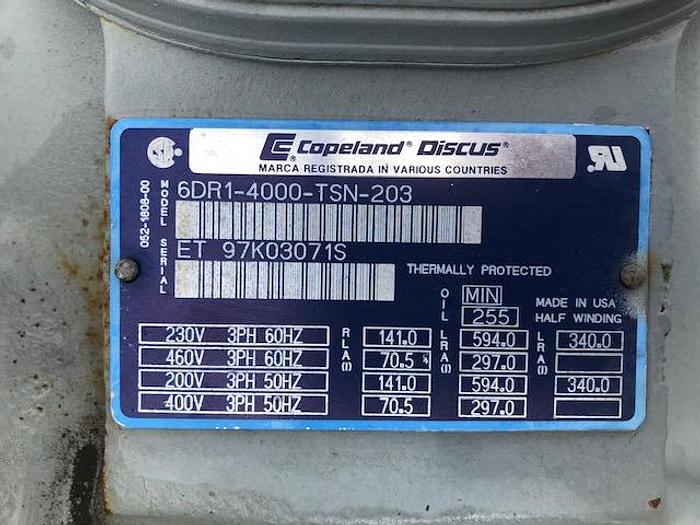 Copeland® Discus®
MARCA REGISTRADA IN VARIOUS COUNTRIES
052-1808-00
MODEL 6DR1-4000-TSN-203
SERIAL ET 97K03071S
THERMALLY PROTECTED
OIL MIN 255
MADE IN USA
HALF WINDING
RLA(I) LRA(I) LRA(I)
230V 3PH 60HZ 141.0 594.0 340.0
460V 3PH 60HZ 70.5 297.0
200V 3PH 50HZ 141.0 594.0 340.0
400V 3PH 50HZ 70.5 297.0